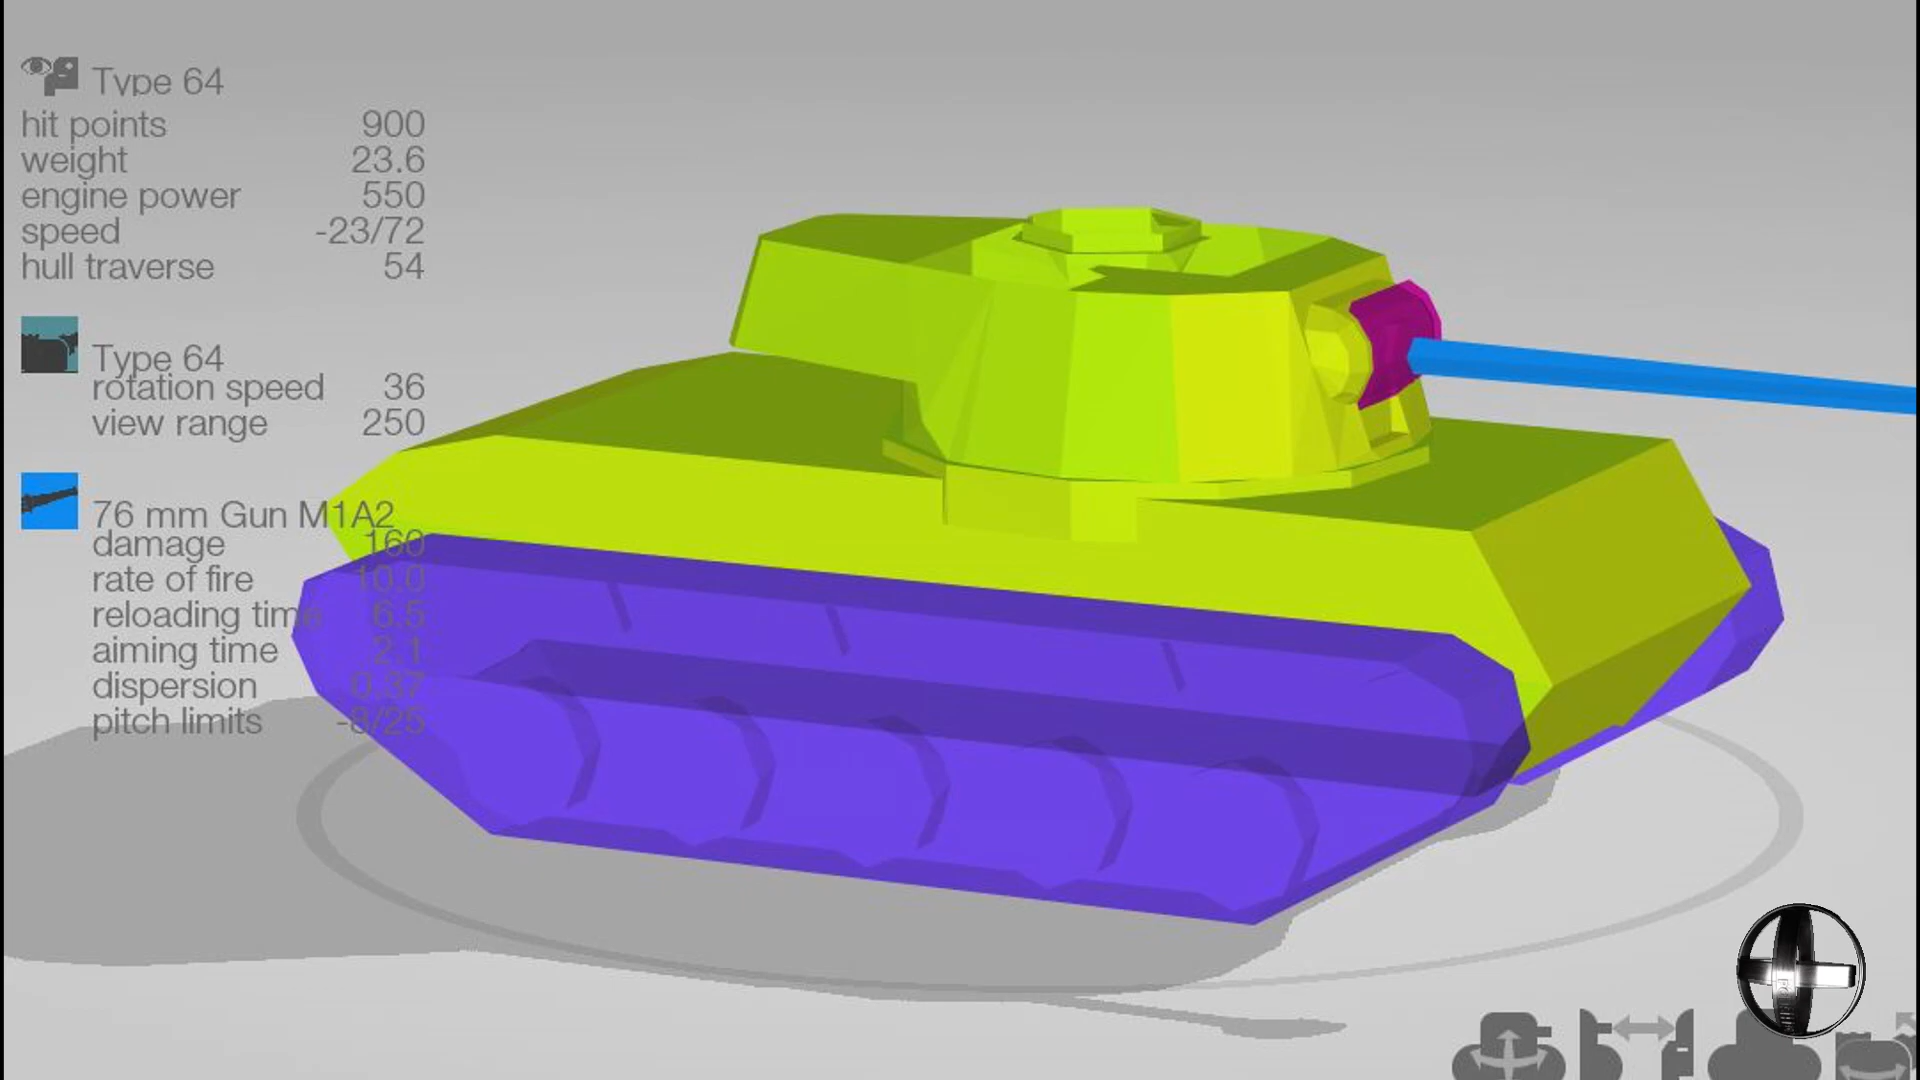 Type 64
hit points 900
weight 23.6
engine power 550
speed -23/72
hull traverse 54
Type 64
rotation speed 36
view range 250
76 mm Gun M1A2
damage 160
rate of fire 10.0
reloading time 6.5
aiming time 2.1
dispersion 0.37
pitch limits -8/25